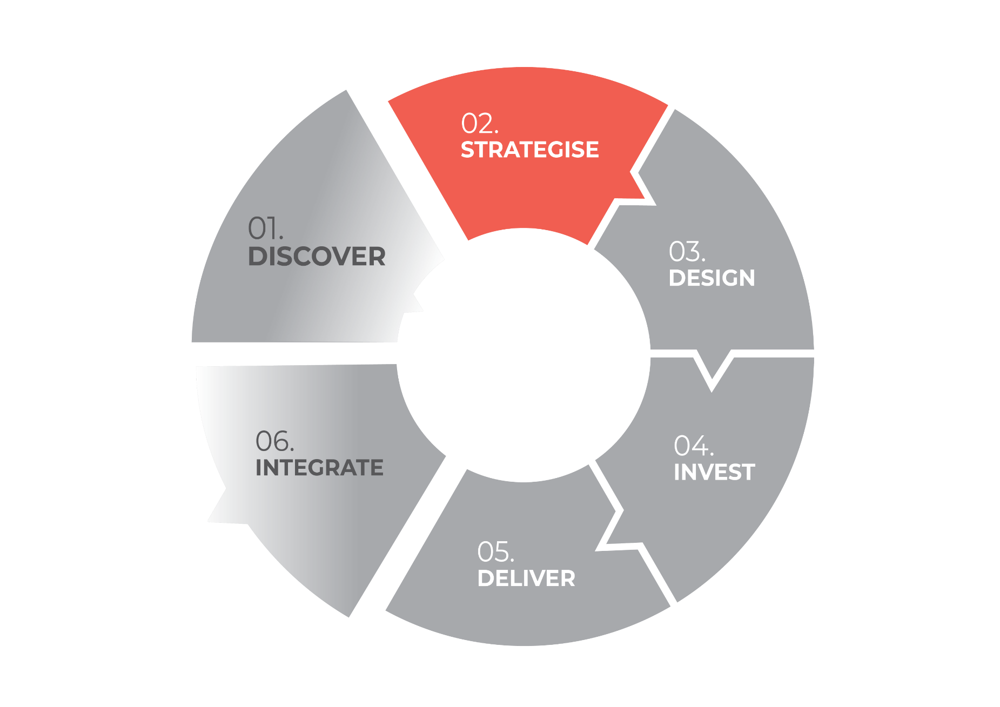 01.
DISCOVER
02.
STRATEGISE
03.
DESIGN
04.
INVEST
05.
DELIVER
06.
INTEGRATE